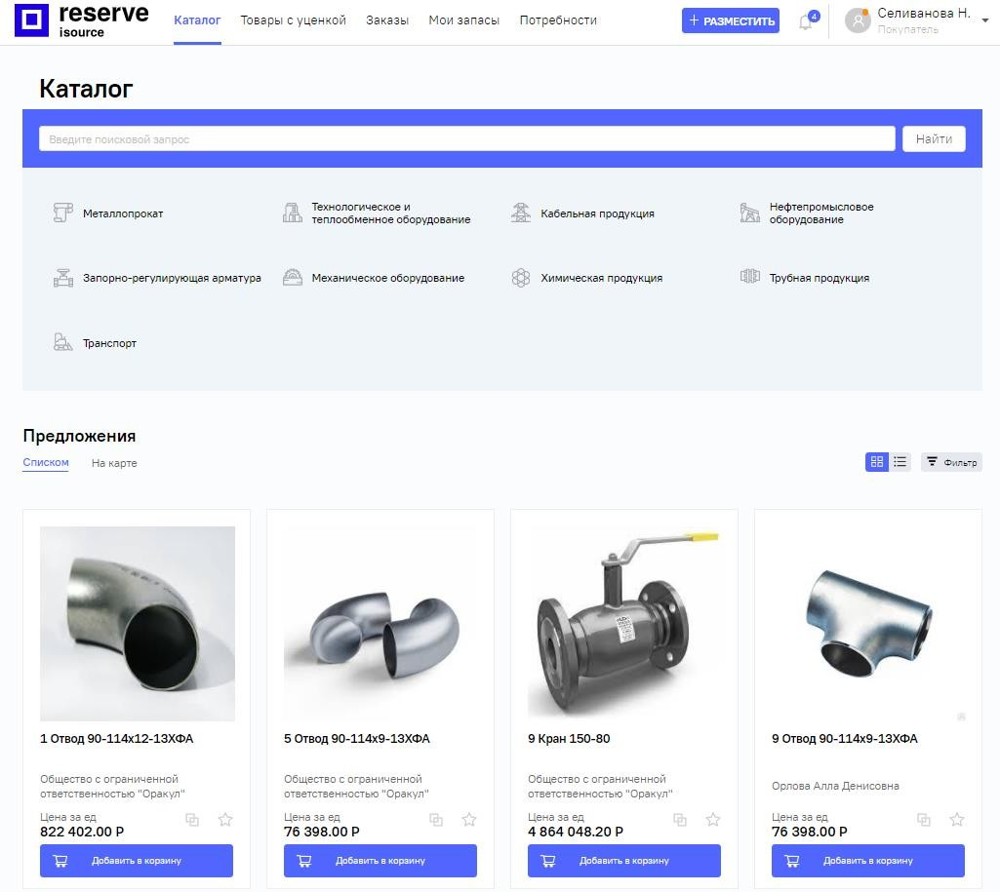 reserve
isource
Каталог
Товары с уценкой
Заказы
Мои запасы
Потребности
+ РАЗМЕСТИТЬ
4
Селиванова Н.
Покупатель
Каталог
Введите поисковой запрос
Найти
Металлопрокат
Технологическое и
теплообменное оборудование
Кабельная продукция
Нефтепромысловое
оборудование
Запорно-регулирующая арматура
Механическое оборудование
Химическая продукция
Трубная продукция
Транспорт
Предложения
Списком
На карте
Фильтр
1 Отвод 90-114х12-13ХФА
Общество с ограниченной
ответственностью "Оракул"
Цена за ед
822 402.00 Р
Добавить в корзину
5 Отвод 90-114х9-13ХФА
Общество с ограниченной
ответственностью "Оракул"
Цена за ед
76 398.00 Р
Добавить в корзину
9 Кран 150-80
Общество с ограниченной
ответственностью "Оракул"
Цена за ед
4 864 048.20 Р
Добавить в корзину
9 Отвод 90-114х9-13ХФА
Орлова Алла Денисовна
Цена за ед
76 398.00 Р
Добавить в корзину